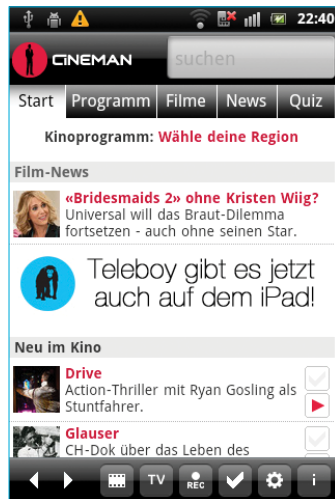 22:40
CINEMAN
suchen
Start Programm Filme News Quiz
Kinoprogramm: Wähle deine Region
Film-News
«Bridesmaids 2» ohne Kristen Wiig?
Universal will das Braut-Dilemma
fortsetzen - auch ohne seinen Star.
Teleboy gibt es jetzt
auch auf dem iPad!
Neu im Kino
Drive
Action-Thriller mit Ryan Gosling als
Stuntfahrer.
Glauser
CH-Dok über das Leben des
TV REC i